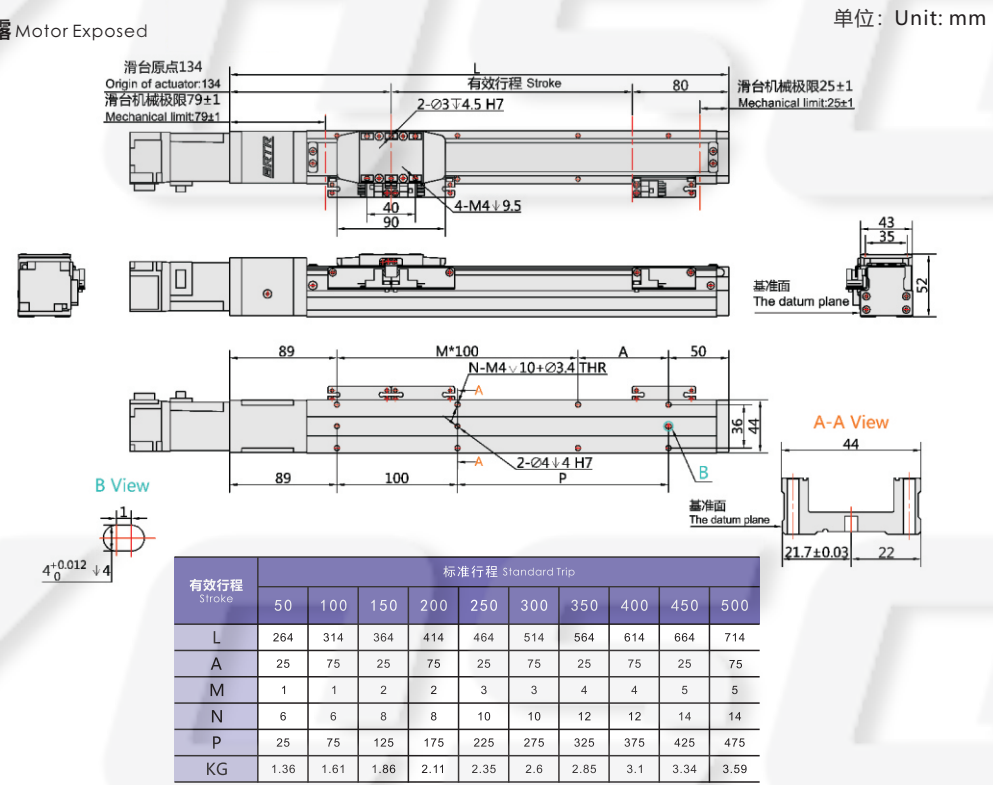 露 Motor Exposed
单位：Unit: mm
滑台原点134
Origin of actuator:134
滑台机械极限79±1
Mechanical limit:79±1
L
有效行程 Stroke
80
滑台机械极限25±1
Mechanical limit:25±1
2-∅3↧4.5 H7
BRTR
4-M4↓9.5
40
90
43
35
52
基准面
The datum plane
89
M*100
A
50
N-M4↓10+∅3.4 THR
A
36
44
A
2-∅4↓4 H7
B
89
100
P
A-A View
44
基准面
The datum plane
21.7±0.03
22
B View
1
4+0.012 0 ↓4
有效行程
Stroke
标准行程 Standard Trip
50 100 150 200 250 300 350 400 450 500
L 264 314 364 414 464 514 564 614 664 714
A 25 75 25 75 25 75 25 75 25 75
M 1 1 2 2 3 3 4 4 5 5
N 6 6 8 8 10 10 12 12 14 14
P 25 75 125 175 225 275 325 375 425 475
KG 1.36 1.61 1.86 2.11 2.35 2.6 2.85 3.1 3.34 3.59